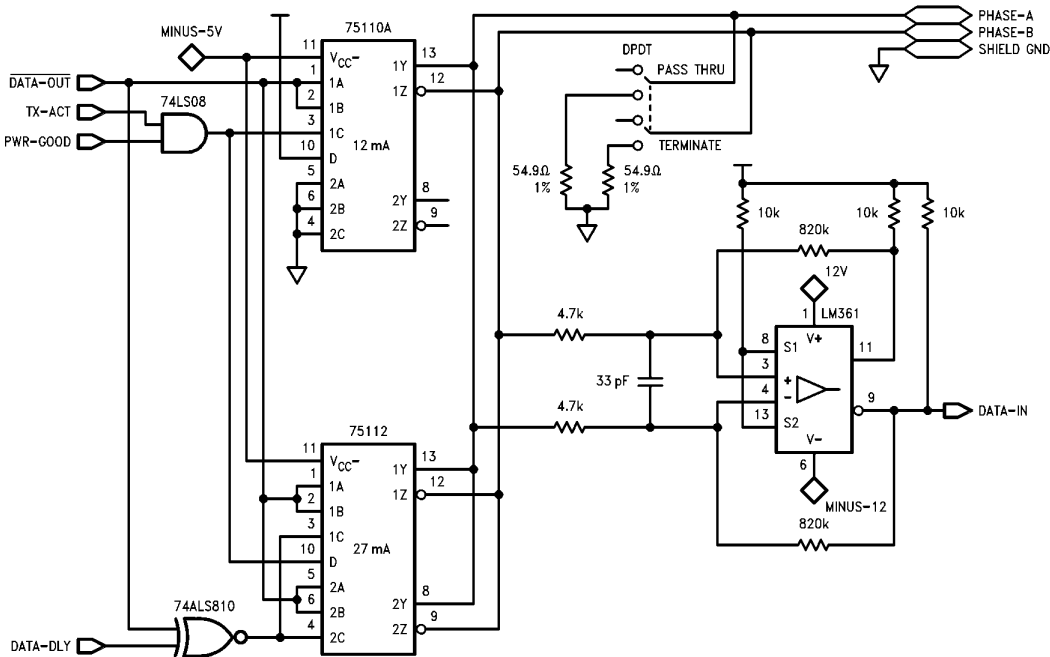 75110A
MINUS-5V
11
VCC-
1Y
13
DATA-OUT
1
1A
12
1Z
2
1B
74LS08
TX-ACT
3
1C
PWR-GOOD
10
D
12 mA
5
2A
6
2B
2Y
8
4
2C
2Z
9
PHASE-A
PHASE-B
SHIELD GND
DPDT
PASS THRU
TERMINATE
54.9Ω
1%
54.9Ω
1%
10k
10k
10k
820k
12V
1
LM361
V+
8
S1
11
3
+
4
-
9
DATA-IN
13
S2
V-
6
MINUS-12
820k
4.7k
33 pF
4.7k
75112
11
VCC-
1Y
13
1
1A
12
1Z
2
1B
3
1C
10
D
27 mA
5
2A
6
2B
2Y
8
4
2C
2Z
9
74ALS810
DATA-DLY